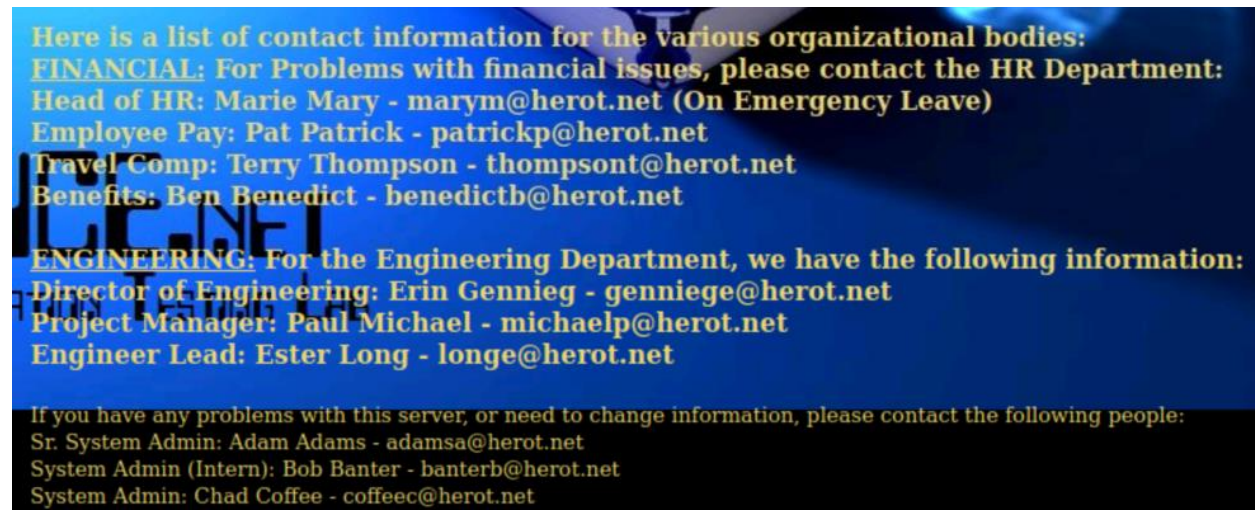 Here is a list of contact information for the various organizational bodies:
FINANCIAL: For Problems with financial issues, please contact the HR Department:
Head of HR: Marie Mary - marym@herot.net (On Emergency Leave)
Employee Pay: Pat Patrick - patrickp@herot.net
Travel Comp: Terry Thompson - thompsont@herot.net
Benefits: Ben Benedict - benedictb@herot.net
.NET
ENGINEERING: For the Engineering Department, we have the following information:
Director of Engineering: Erin Gennieg - genniege@herot.net
Testing Lab
Project Manager: Paul Michael - michaelp@herot.net
Engineer Lead: Ester Long - longe@herot.net
If you have any problems with this server, or need to change information, please contact the following people:
Sr. System Admin: Adam Adams - adamsa@herot.net
System Admin (Intern): Bob Banter - banterb@herot.net
System Admin: Chad Coffee - coffeec@herot.net